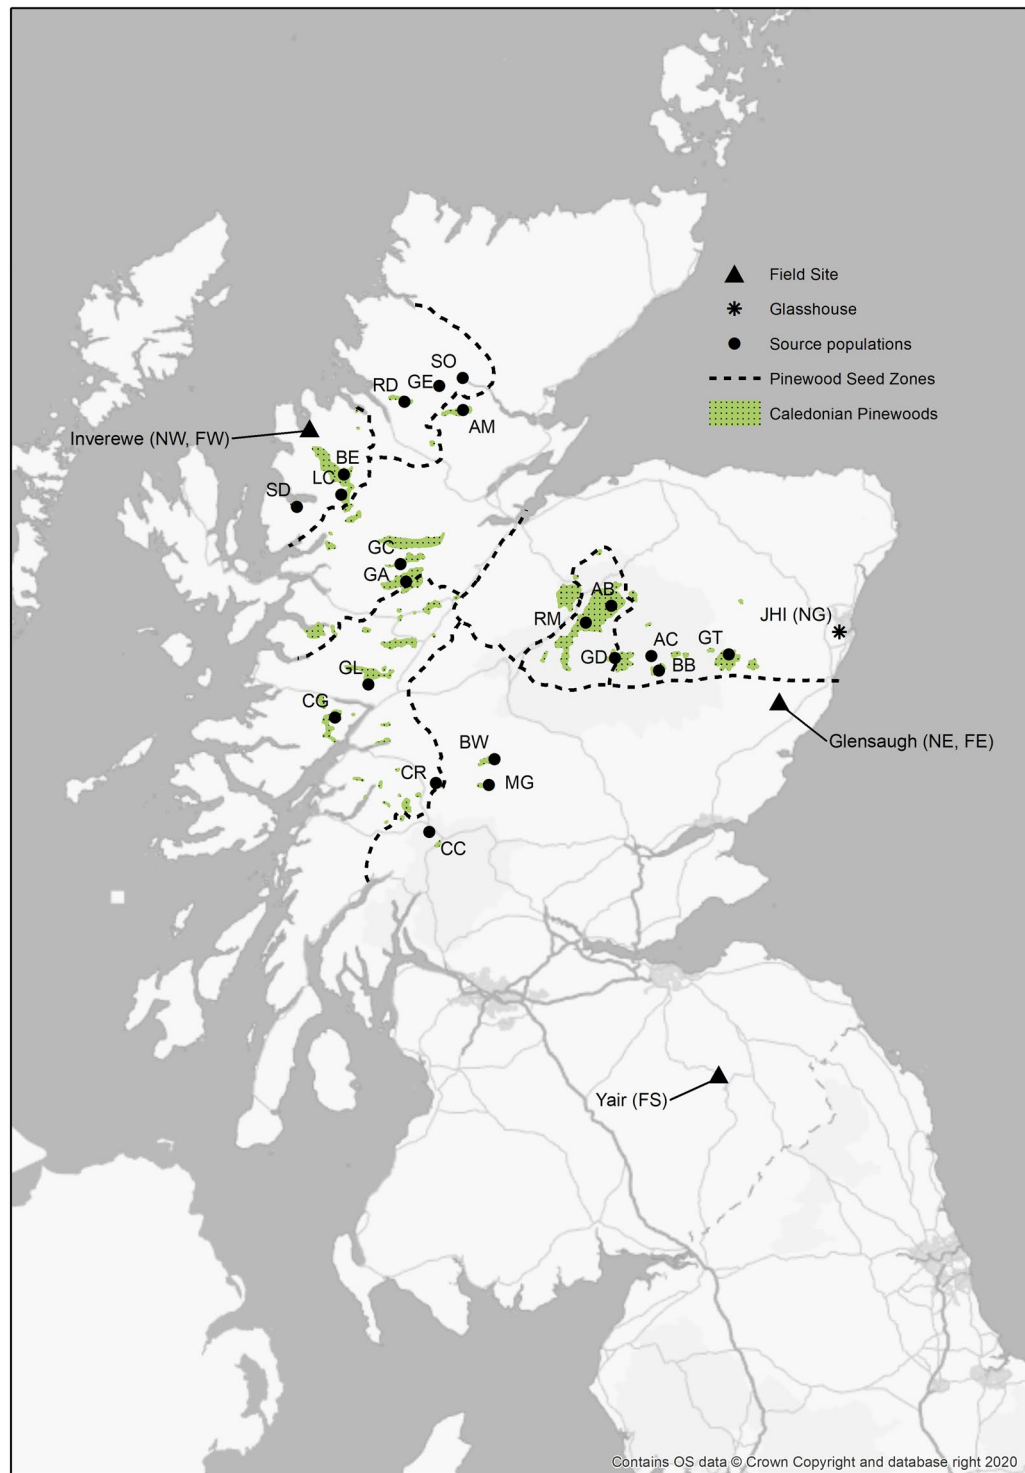 Field Site
Glasshouse
Source populations
Pinewood Seed Zones
Caledonian Pinewoods
SO
GE
RD
AM
Inverewe (NW, FW)
BE
LC
SD
GC
GA
AB
RM
JHI (NG)
AC
GT
GD
BB
GL
CG
Glensaugh (NE, FE)
BW
CR
MG
CC
Yair (FS)
Contains OS data © Crown Copyright and database right 2020